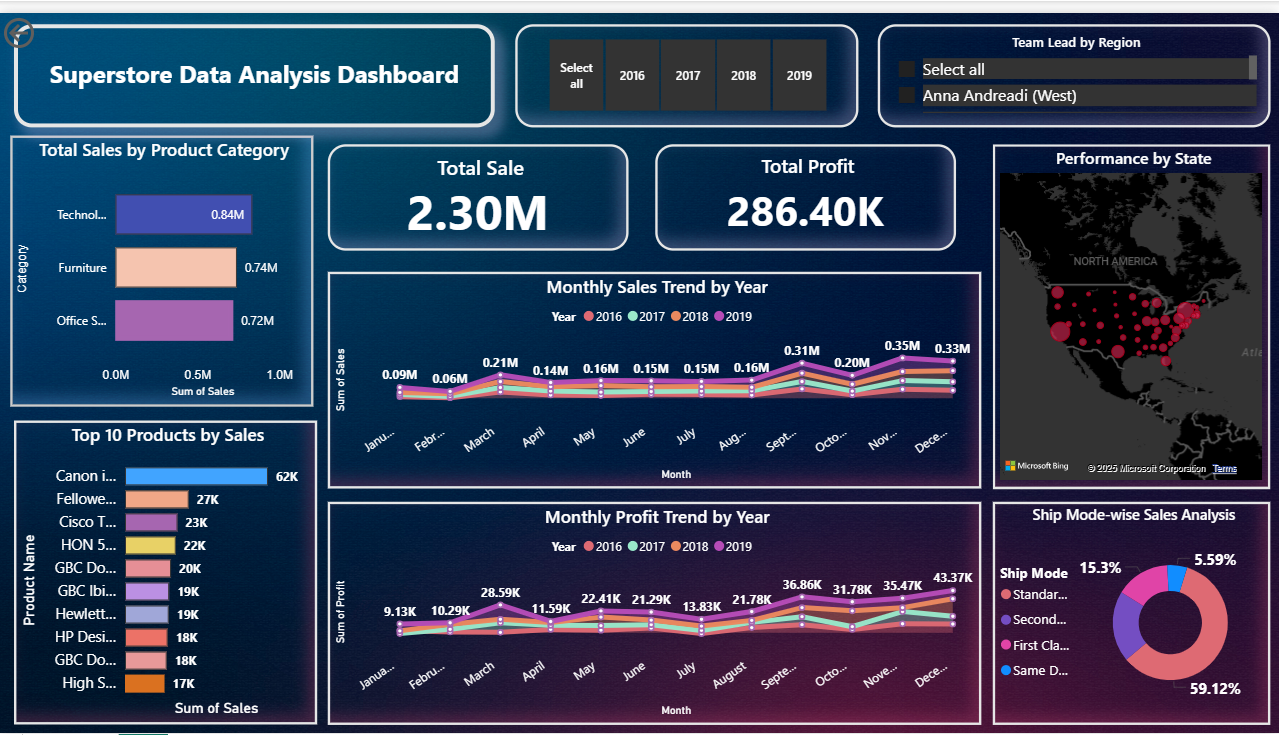 Superstore Data Analysis Dashboard
Select all
2016
2017
2018
2019
Team Lead by Region
Select all
Anna Andreadi (West)
Total Sales by Product Category
Category
Technol...
0.84M
Furniture
0.74M
Office S...
0.72M
0.0M 0.5M 1.0M
Sum of Sales
Total Sale
2.30M
Total Profit
286.40K
Performance by State
NORTH AMERICA
Atla
Microsoft Bing
© 2025 Microsoft Corporation Terms
Monthly Sales Trend by Year
Year 2016 2017 2018 2019
Sum of Sales
0.09M 0.06M 0.21M 0.14M 0.16M 0.15M 0.15M 0.16M 0.31M 0.20M 0.35M 0.33M
Janu... Febr... March April May June July Aug... Sept... Octo... Nov... Dece...
Month
Top 10 Products by Sales
Product Name
Canon i... 62K
Fellowe... 27K
Cisco T... 23K
HON 5... 22K
GBC Do... 20K
GBC Ibi... 19K
Hewlett... 19K
HP Desi... 18K
GBC Do... 18K
High S... 17K
Sum of Sales
Monthly Profit Trend by Year
Year 2016 2017 2018 2019
Sum of Profit
9.13K 10.29K 28.59K 11.59K 22.41K 21.29K 13.83K 21.78K 36.86K 31.78K 35.47K 43.37K
Janua... Febru... March April May June July August Septe... Octo... Nove... Dece...
Month
Ship Mode-wise Sales Analysis
Ship Mode
Standar...
Second...
First Cla...
Same D...
5.59%
15.3%
59.12%